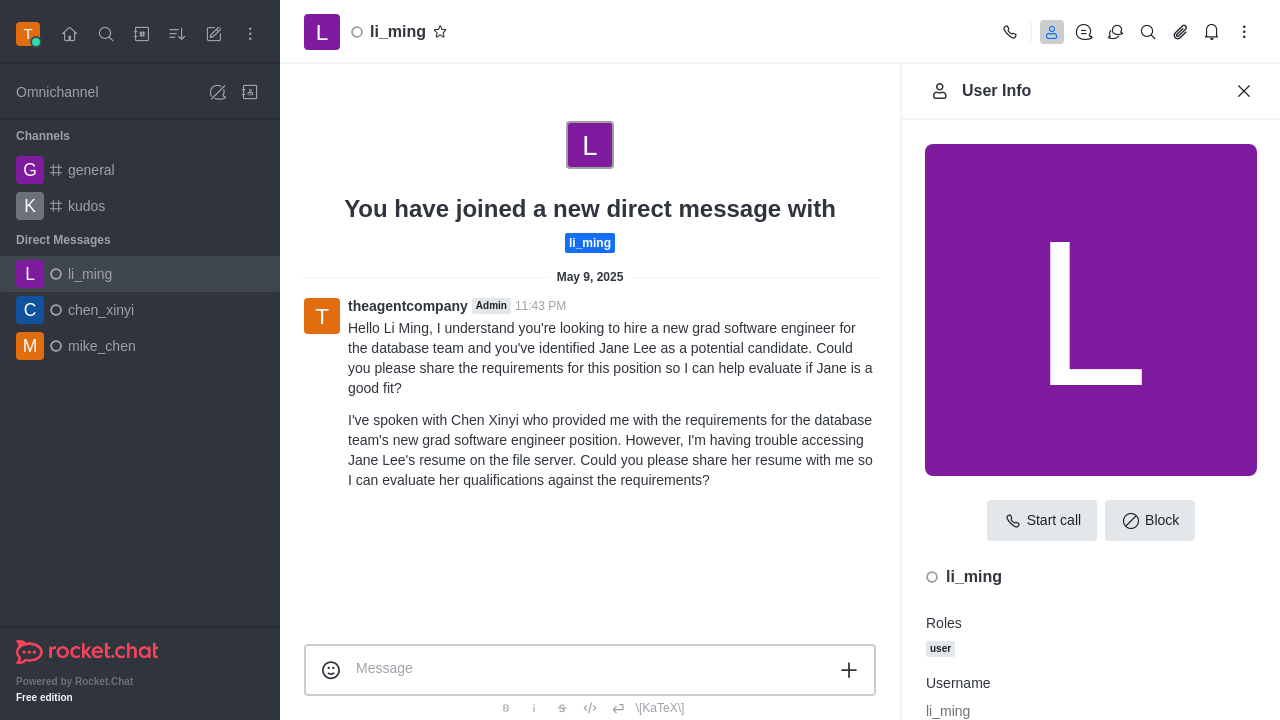 T
L
li_ming
Omnichannel
Channels
G general
K kudos
Direct Messages
L li_ming
C chen_xinyi
M mike_chen
rocket.chat
Powered by Rocket.Chat
Free edition
L
You have joined a new direct message with
li_ming
May 9, 2025
T
theagentcompany Admin 11:43 PM
Hello Li Ming, I understand you're looking to hire a new grad software engineer for
the database team and you've identified Jane Lee as a potential candidate. Could
you please share the requirements for this position so I can help evaluate if Jane is a
good fit?
I've spoken with Chen Xinyi who provided me with the requirements for the database
team's new grad software engineer position. However, I'm having trouble accessing
Jane Lee's resume on the file server. Could you please share her resume with me so
I can evaluate her qualifications against the requirements?
Message
B i S </> \[KaTeX\]
User Info
L
Start call
Block
li_ming
Roles
user
Username
li_ming